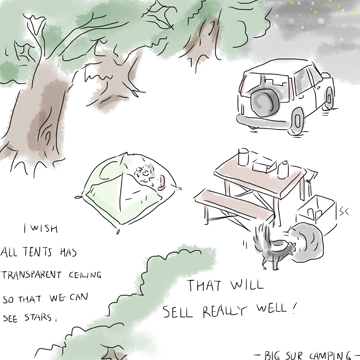 I WISH
ALL TENTS HAS
TRANSPARENT CEILING
SO THAT WE CAN
SEE STARS.
THAT WILL
SELL REALLY WELL!
SC
- BIG SUR CAMPING -